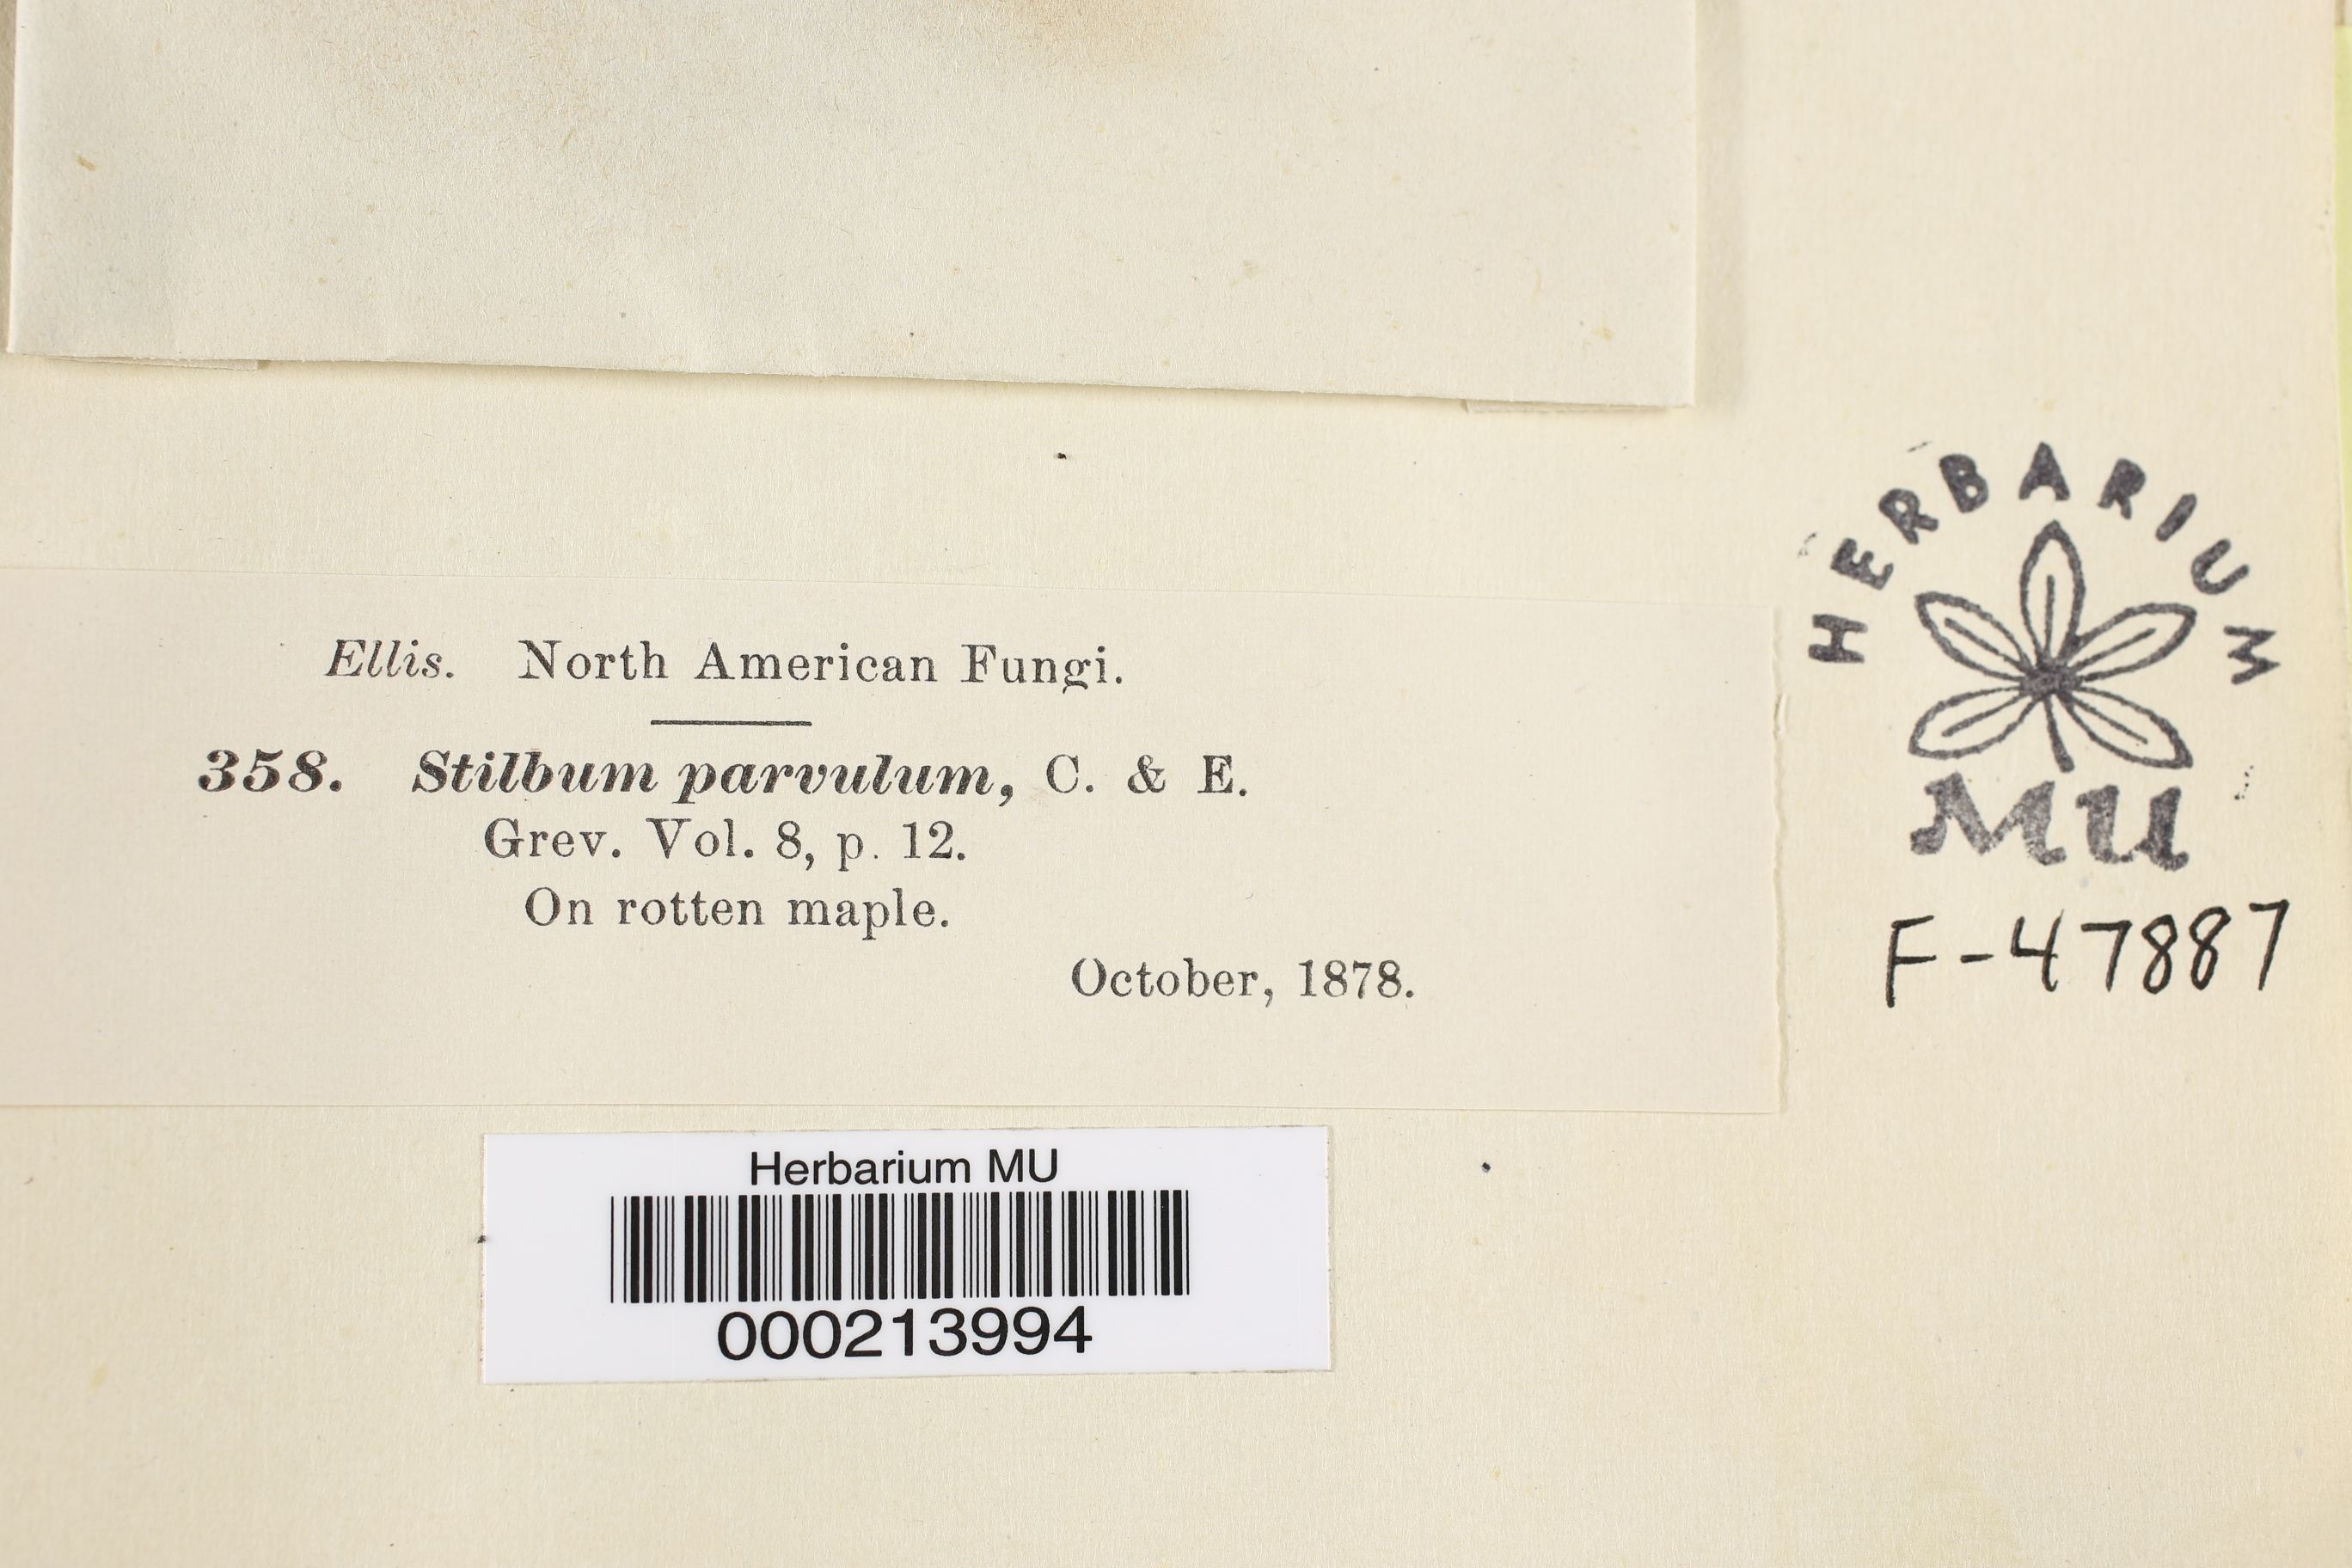 Ellis. North American Fungi.
358. Stilbum parvulum, C. & E.
Grev. Vol. 8, p. 12.
On rotten maple.
October, 1878.
HERBARIUM
MU
F-47887
Herbarium MU
000213994